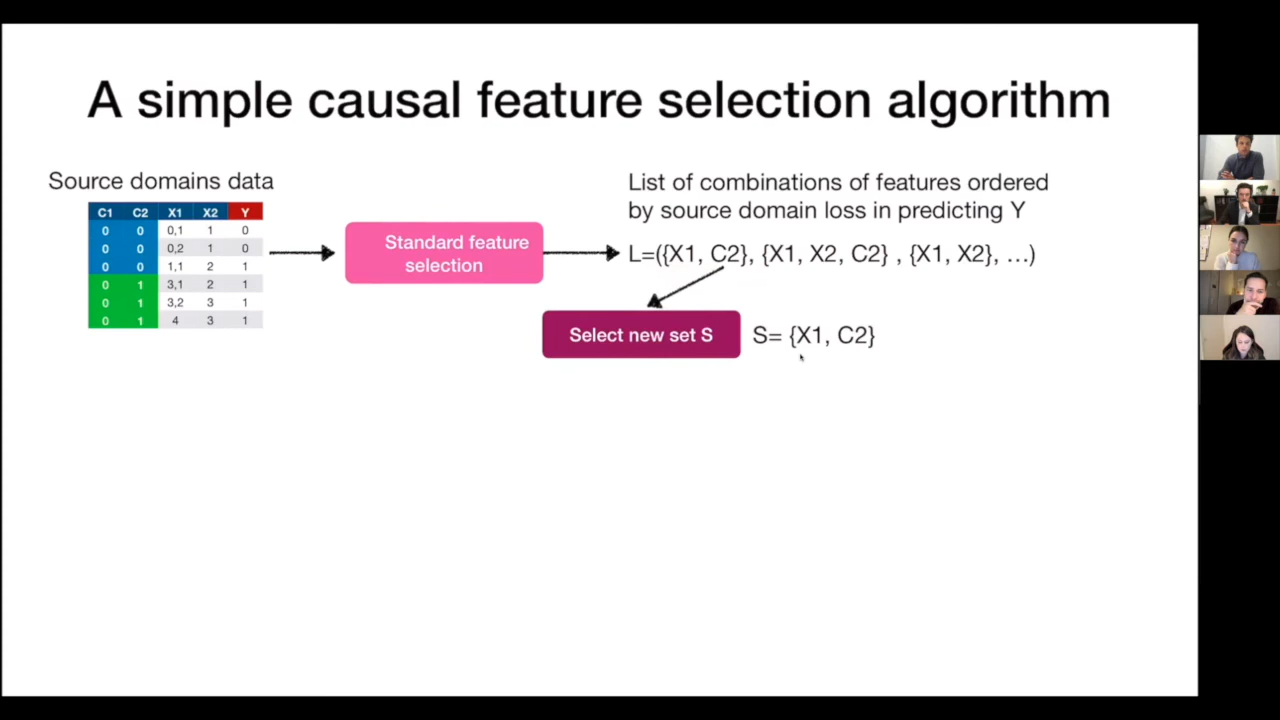 A simple causal feature selection algorithm
Source domains data
C1 C2 X1 X2 Y
0 0 0,1 1 0
0 0 0,2 1 0
0 0 1,1 2 1
0 1 3,1 2 1
0 1 3,2 3 1
0 1 4 3 1
Standard feature
selection
List of combinations of features ordered
by source domain loss in predicting Y
L=({X1, C2}, {X1, X2, C2} , {X1, X2}, …)
Select new set S
S= {X1, C2}